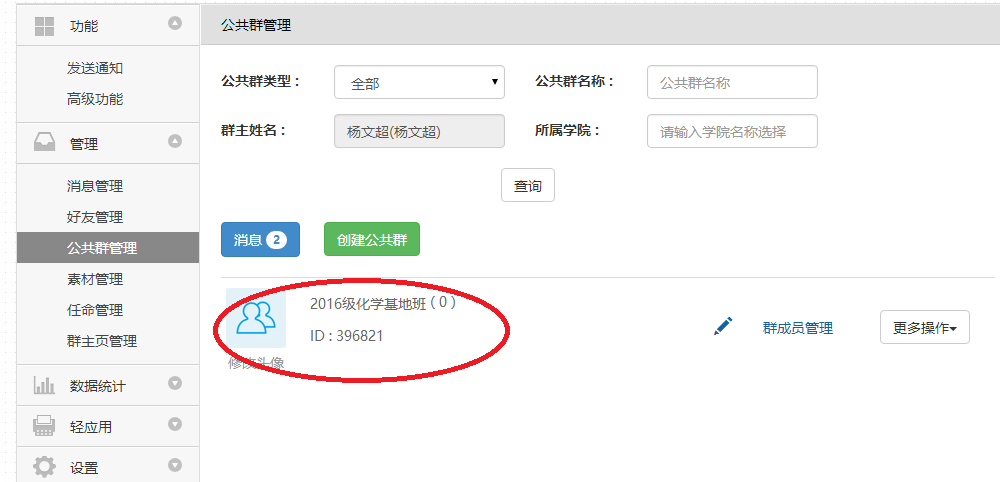 功能
发送通知
高级功能
管理
消息管理
好友管理
公共群管理
素材管理
任命管理
群主页管理
数据统计
轻应用
设置
公共群管理
公共群类型： 全部 公共群名称： 公共群名称
群主姓名： 杨文超(杨文超) 所属学院： 请输入学院名称选择
查询
消息 2 创建公共群
2016级化学基地班 ( 0 )
ID : 396821
修改头像
群成员管理 更多操作